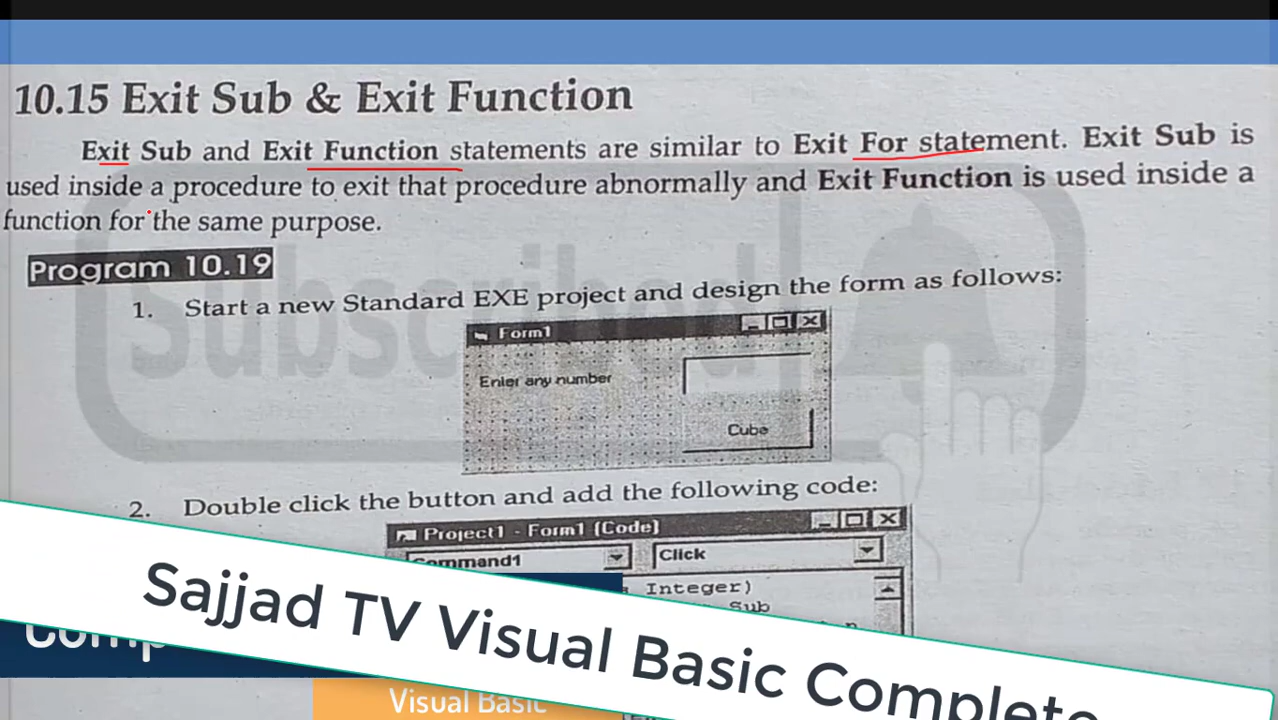 10.15 Exit Sub & Exit Function
Exit Sub and Exit Function statements are similar to Exit For statement. Exit Sub is
used inside a procedure to exit that procedure abnormally and Exit Function is used inside a
function for the same purpose.
Program 10.19
1. Start a new Standard EXE project and design the form as follows:
Form1
Enter any number
Cube
Subscribed
2. Double click the button and add the following code:
Project1 - Form1 (Code)
Command1
Click
Integer)
Sub
Sajjad TV Visual Basic Complete
Comp
Visual Basic